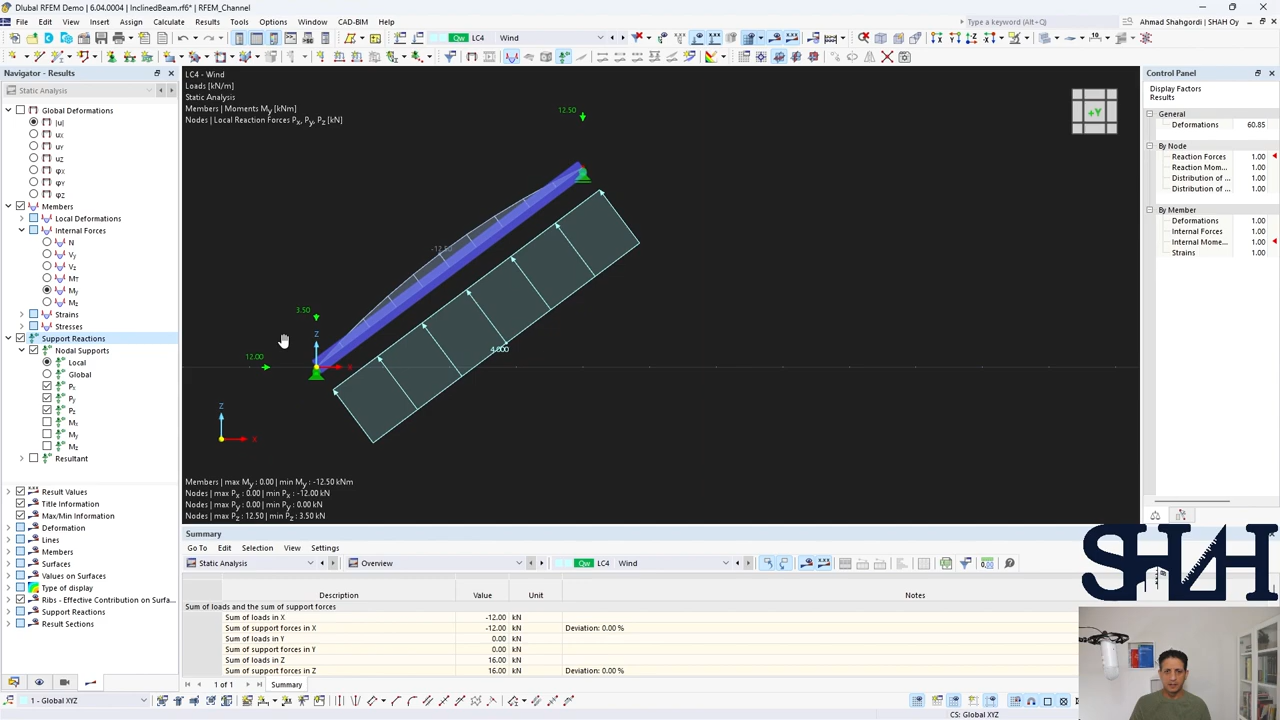 Dlubal RFEM Demo | 6.04.0004 | InclinedBeam.rf6* | RFEM_Channel
File Edit View Insert Assign Calculate Results Tools Options Window CAD-BIM Help
Type a keyword (Alt+Q)
Ahmad Shahgordi | SHAH Oy
Qw LC4 Wind
Navigator - Results
Static Analysis
Global Deformations
|u|
uX
uY
uZ
φX
φY
φZ
Members
Local Deformations
Internal Forces
N
Vy
Vz
MT
My
Mz
Strains
Stresses
Support Reactions
Nodal Supports
Local
Global
Px
Py
Pz
Mx
My
Mz
Resultant
Result Values
Title Information
Max/Min Information
Deformation
Lines
Members
Surfaces
Values on Surfaces
Type of display
Ribs - Effective Contribution on Surfa...
Support Reactions
Result Sections
LC4 - Wind
Loads [kN/m]
Static Analysis
Members | Moments My [kNm]
Nodes | Local Reaction Forces Px, Py, Pz [kN]
12.50
-12.50
3.50
12.00
4.000
Z
X
Z
X
+Y
Members | max My : 0.00 | min My : -12.50 kNm
Nodes | max Px : 0.00 | min Px : -12.00 kN
Nodes | max Py : 0.00 | min Py : 0.00 kN
Nodes | max Pz : 12.50 | min Pz : 3.50 kN
Control Panel
Display Factors
Results
General
Deformations 60.85
By Node
Reaction Forces 1.00
Reaction Mom... 1.00
Distribution of ... 1.00
Distribution of ... 1.00
By Member
Deformations 1.00
Internal Forces 1.00
Internal Mome... 1.00
Strains 1.00
Summary
Go To Edit Selection View Settings
Static Analysis Overview Qw LC4 Wind
Description Value Unit Notes
Sum of loads and the sum of support forces
Sum of loads in X -12.00 kN
Sum of support forces in X -12.00 kN Deviation: 0.00 %
Sum of loads in Y 0.00 kN
Sum of support forces in Y 0.00 kN
Sum of loads in Z 16.00 kN
Sum of support forces in Z 16.00 kN Deviation: 0.00 %
1 of 1 Summary
1 - Global XYZ
CS: Global XYZ
SHAH